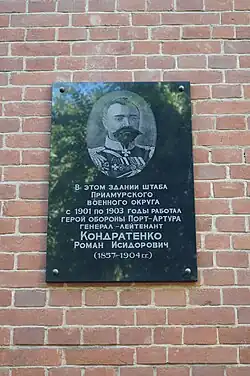 В этом здании штаба
Приамурского
военного округа
с 1901 по 1903 годы работал
герой обороны Порт-Артура
генерал-лейтенант
Кондратенко
Роман Исидорович
(1857-1904 гг.)